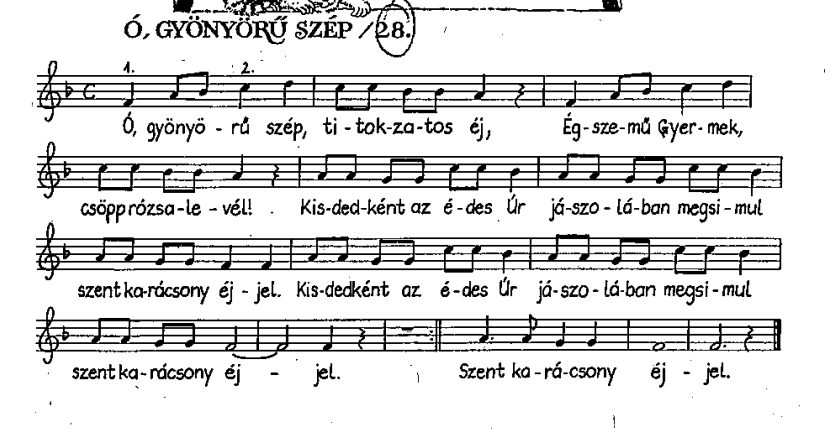 Ó, GYÖNYÖRŰ SZÉP /28.
1. 2.
Ó, gyönyö - rű szép, ti - tok-za-tos éj, Ég-sze-mű Gyer-mek,
csöpp rózsa-le - vél! Kis-ded-ként az é-des Úr já-szo-lá-ban megsi-mul
szent ka-rácsony éj - jel. Kis-dedként az é-des Úr já-szo-lá-ban megsi-mul
szent ka-rácsony éj - jel. Szent ka-rá-csony éj - jel.